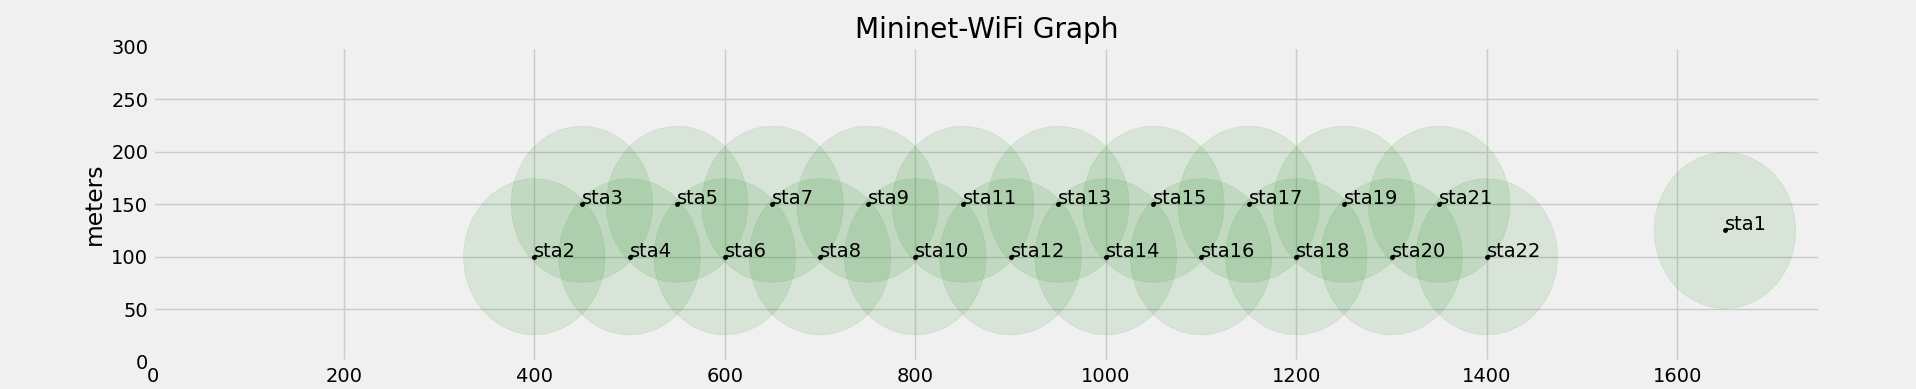 Mininet-WiFi Graph
300
250
200
150
100
50
0
meters
sta3 sta5 sta7 sta9 sta11 sta13 sta15 sta17 sta19 sta21
sta1
sta2 sta4 sta6 sta8 sta10 sta12 sta14 sta16 sta18 sta20 sta22
0 200 400 600 800 1000 1200 1400 1600